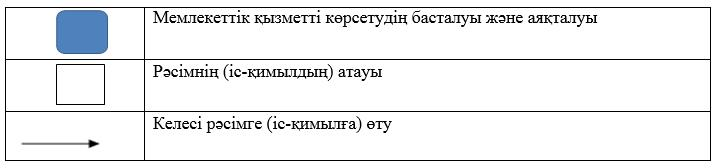 Мемлекеттік қызметті көрсетудің басталуы және аяқталуы
Рәсімнің (іс-қимылдың) атауы
Келесі рәсімге (іс-қимылға) өту